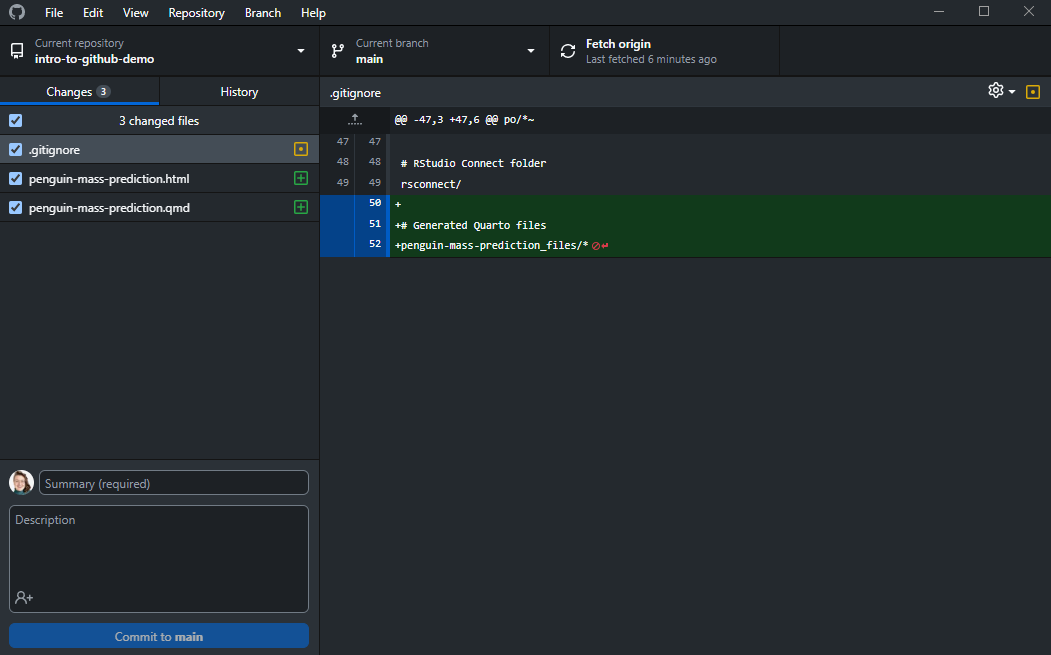 File Edit View Repository Branch Help
Current repository
intro-to-github-demo
Current branch
main
Fetch origin
Last fetched 6 minutes ago
Changes 3
History
3 changed files
.gitignore
penguin-mass-prediction.html
penguin-mass-prediction.qmd
Summary (required)
Description
Commit to main
.gitignore
@@ -47,3 +47,6 @@ po/*~
47 47
48 48 # RStudio Connect folder
49 49 rsconnect/
50 +
51 +# Generated Quarto files
52 +penguin-mass-prediction_files/*